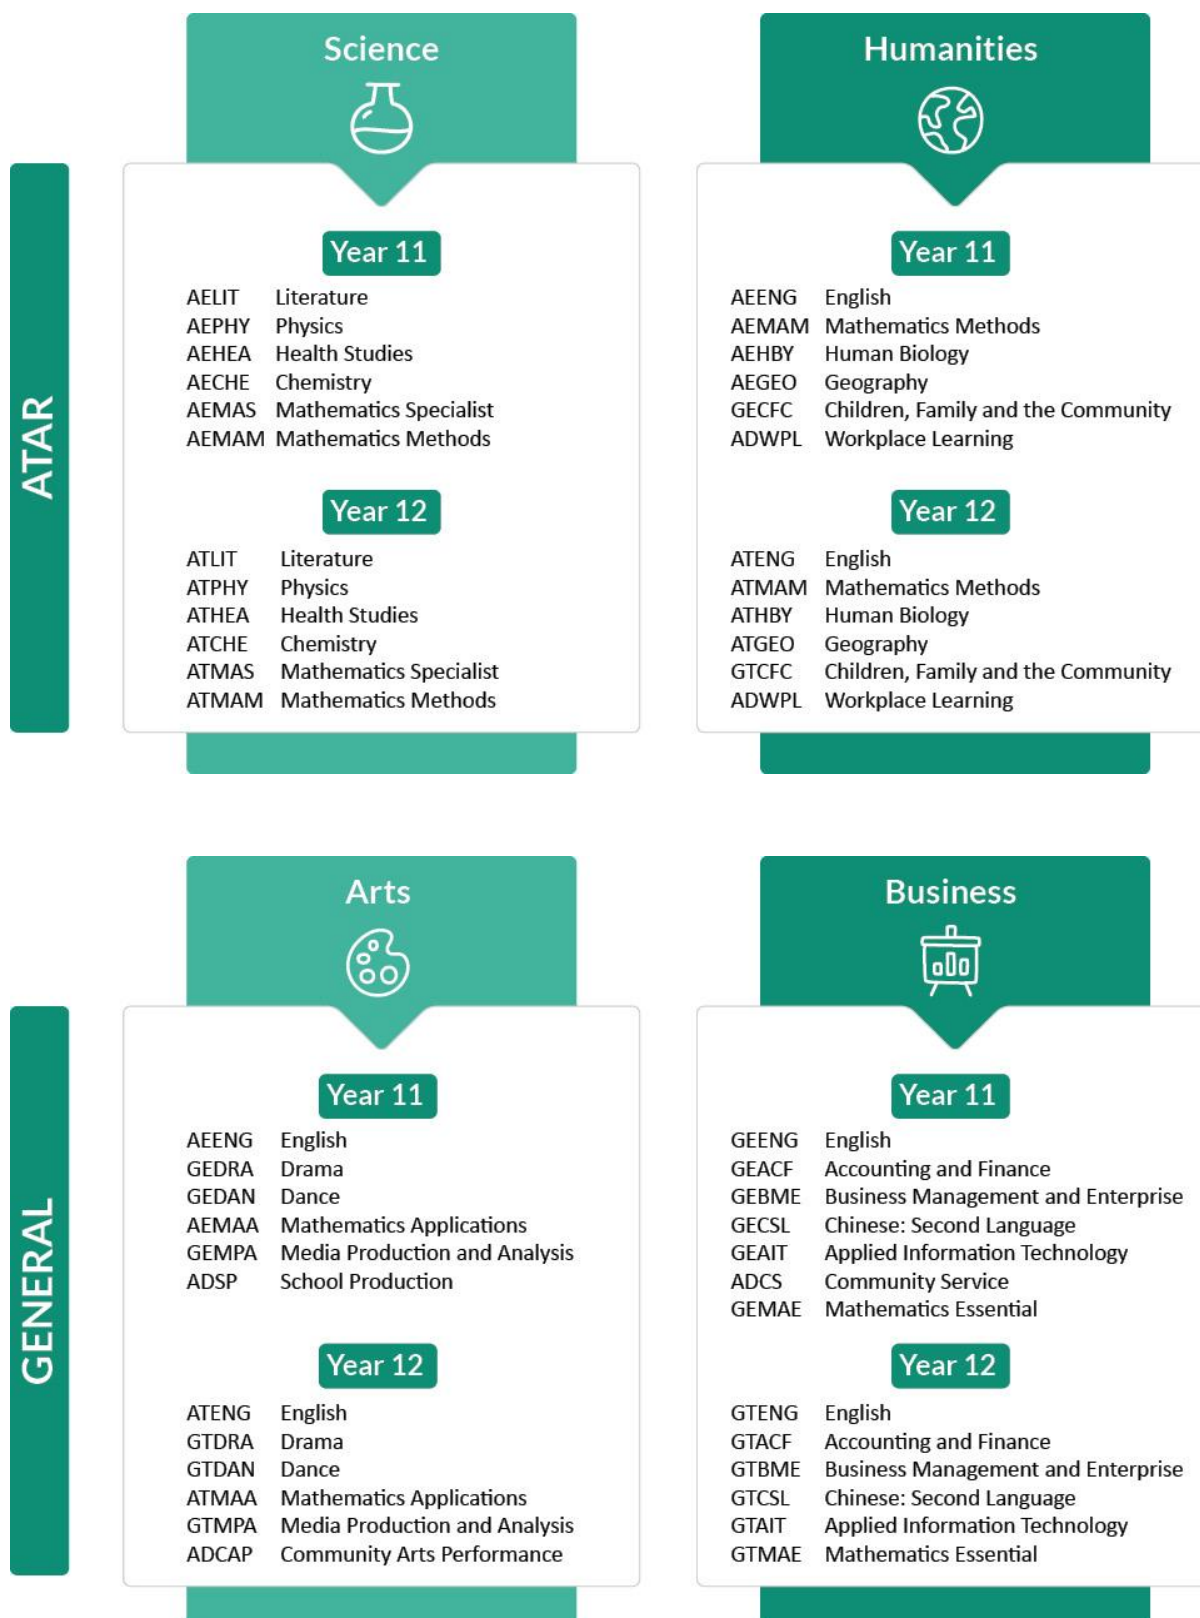 ATAR
Science
Year 11
AELIT Literature
AEPHY Physics
AEHEA Health Studies
AECHE Chemistry
AEMAS Mathematics Specialist
AEMAM Mathematics Methods
Year 12
ATLIT Literature
ATPHY Physics
ATHEA Health Studies
ATCHE Chemistry
ATMAS Mathematics Specialist
ATMAM Mathematics Methods
Humanities
Year 11
AEENG English
AEMAM Mathematics Methods
AEHBY Human Biology
AEGEO Geography
GECFC Children, Family and the Community
ADWPL Workplace Learning
Year 12
ATENG English
ATMAM Mathematics Methods
ATHBY Human Biology
ATGEO Geography
GTCFC Children, Family and the Community
ADWPL Workplace Learning
GENERAL
Arts
Year 11
AEENG English
GEDRA Drama
GEDAN Dance
AEMAA Mathematics Applications
GEMPA Media Production and Analysis
ADSP School Production
Year 12
ATENG English
GTDRA Drama
GTDAN Dance
ATMAA Mathematics Applications
GTMPA Media Production and Analysis
ADCAP Community Arts Performance
Business
Year 11
GEENG English
GEACF Accounting and Finance
GEBME Business Management and Enterprise
GECSL Chinese: Second Language
GEAIT Applied Information Technology
ADCS Community Service
GEMAE Mathematics Essential
Year 12
GTENG English
GTACF Accounting and Finance
GTBME Business Management and Enterprise
GTCSL Chinese: Second Language
GTAIT Applied Information Technology
GTMAE Mathematics Essential